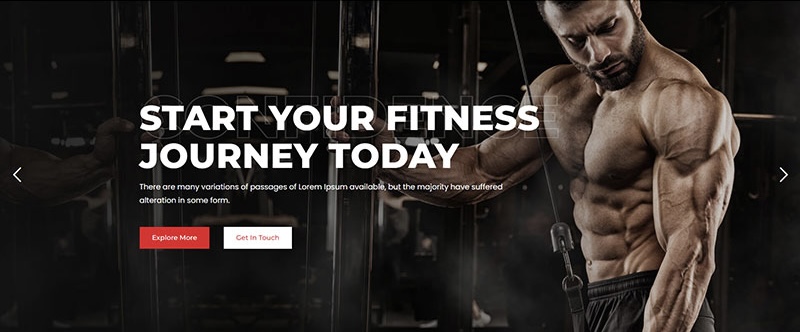 CONFIDENCE
START YOUR FITNESS
JOURNEY TODAY
There are many variations of passages of Lorem Ipsum available, but the majority have suffered
alteration in some form.
Explore More
Get In Touch